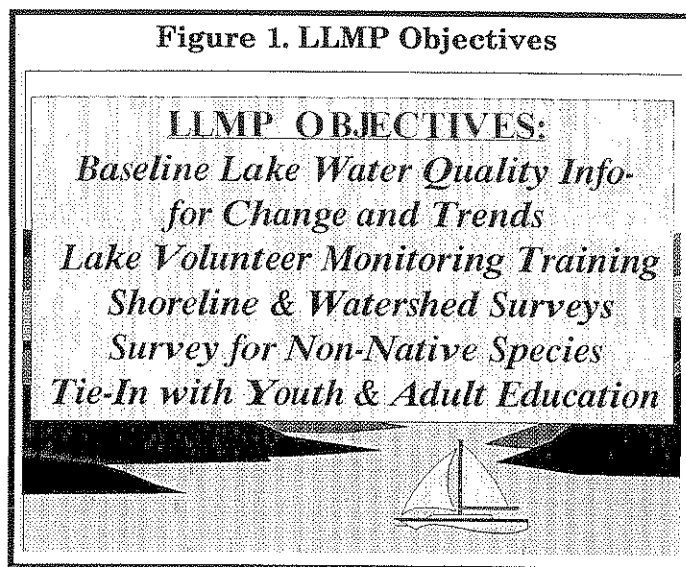 Figure 1. LLMP Objectives
LLMP OBJECTIVES:
Baseline Lake Water Quality Info-
for Change and Trends
Lake Volunteer Monitoring Training
Shoreline & Watershed Surveys
Survey for Non-Native Species
Tie-In with Youth & Adult Education